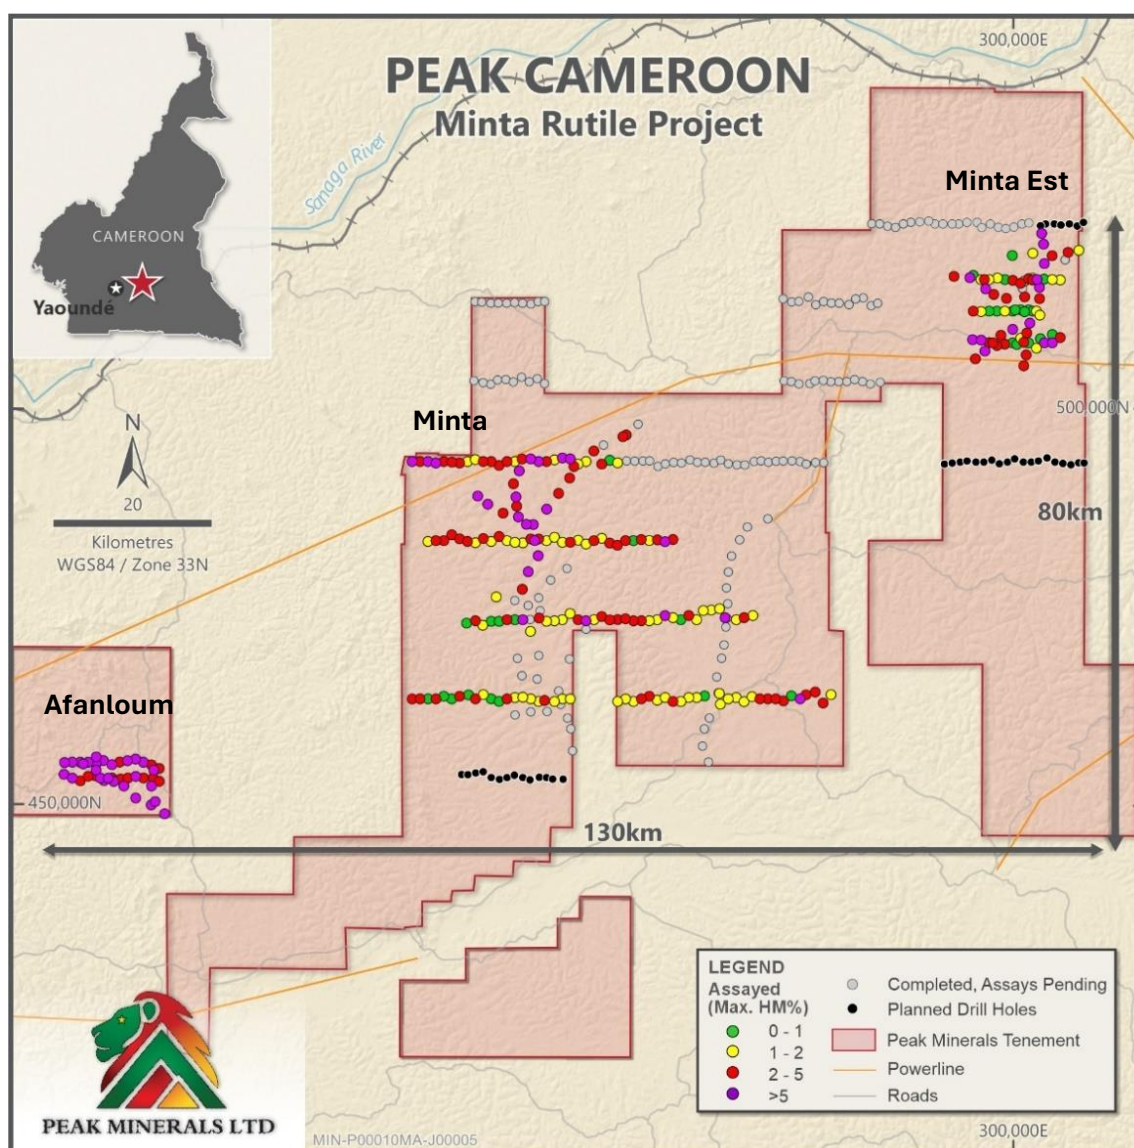 300,000E
PEAK CAMEROON
Minta Rutile Project
Sanaga River
CAMEROON
Yaoundé
Minta Est
500,000N
Minta
N
20
Kilometres
WGS84 / Zone 33N
80km
Afanloum
450,000N
130km
LEGEND
Assayed
(Max. HM%)
0 - 1
1 - 2
2 - 5
>5
Completed, Assays Pending
Planned Drill Holes
Peak Minerals Tenement
Powerline
Roads
PEAK MINERALS LTD
MIN-P00010MA-J00005
300,000E